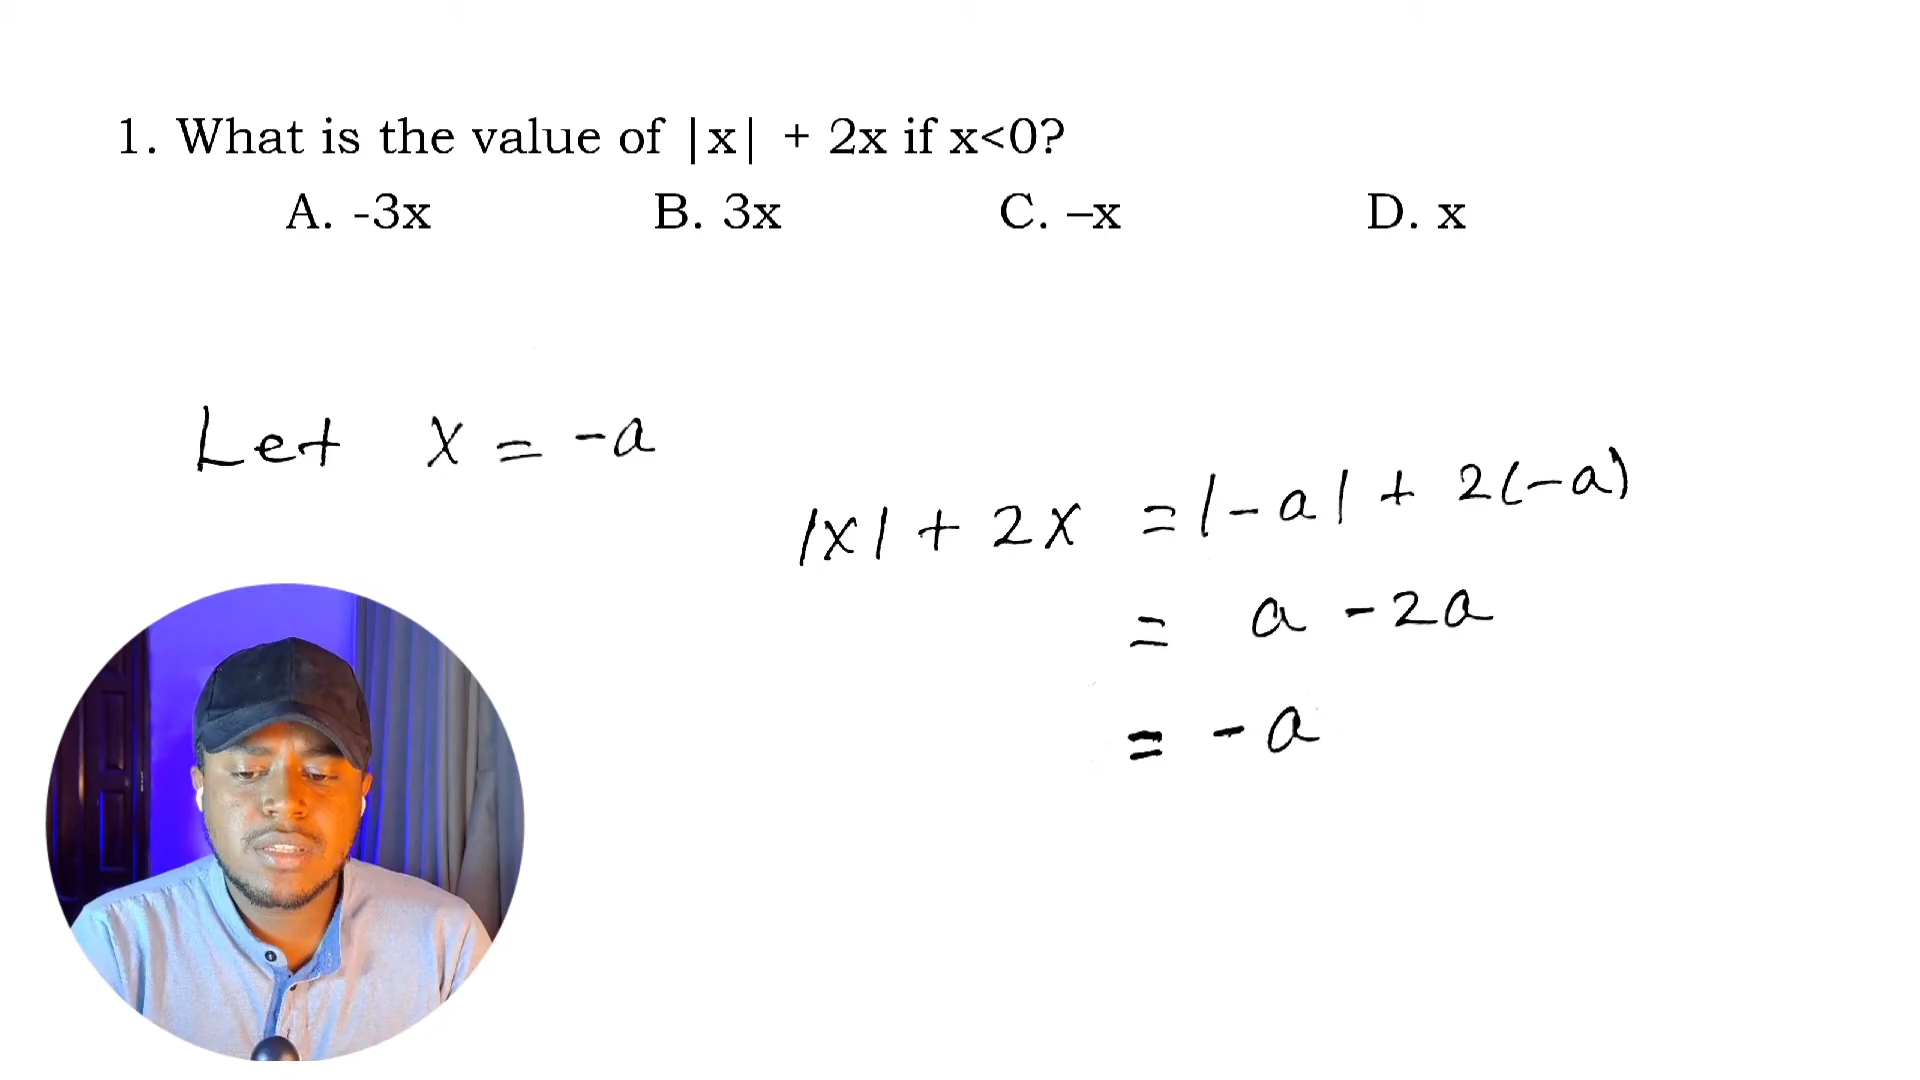 1. What is the value of |x| + 2x if x<0?
A. -3x B. 3x C. –x D. x
Let x = -a
|x| + 2x = |-a| + 2(-a)
= a - 2a
= - a